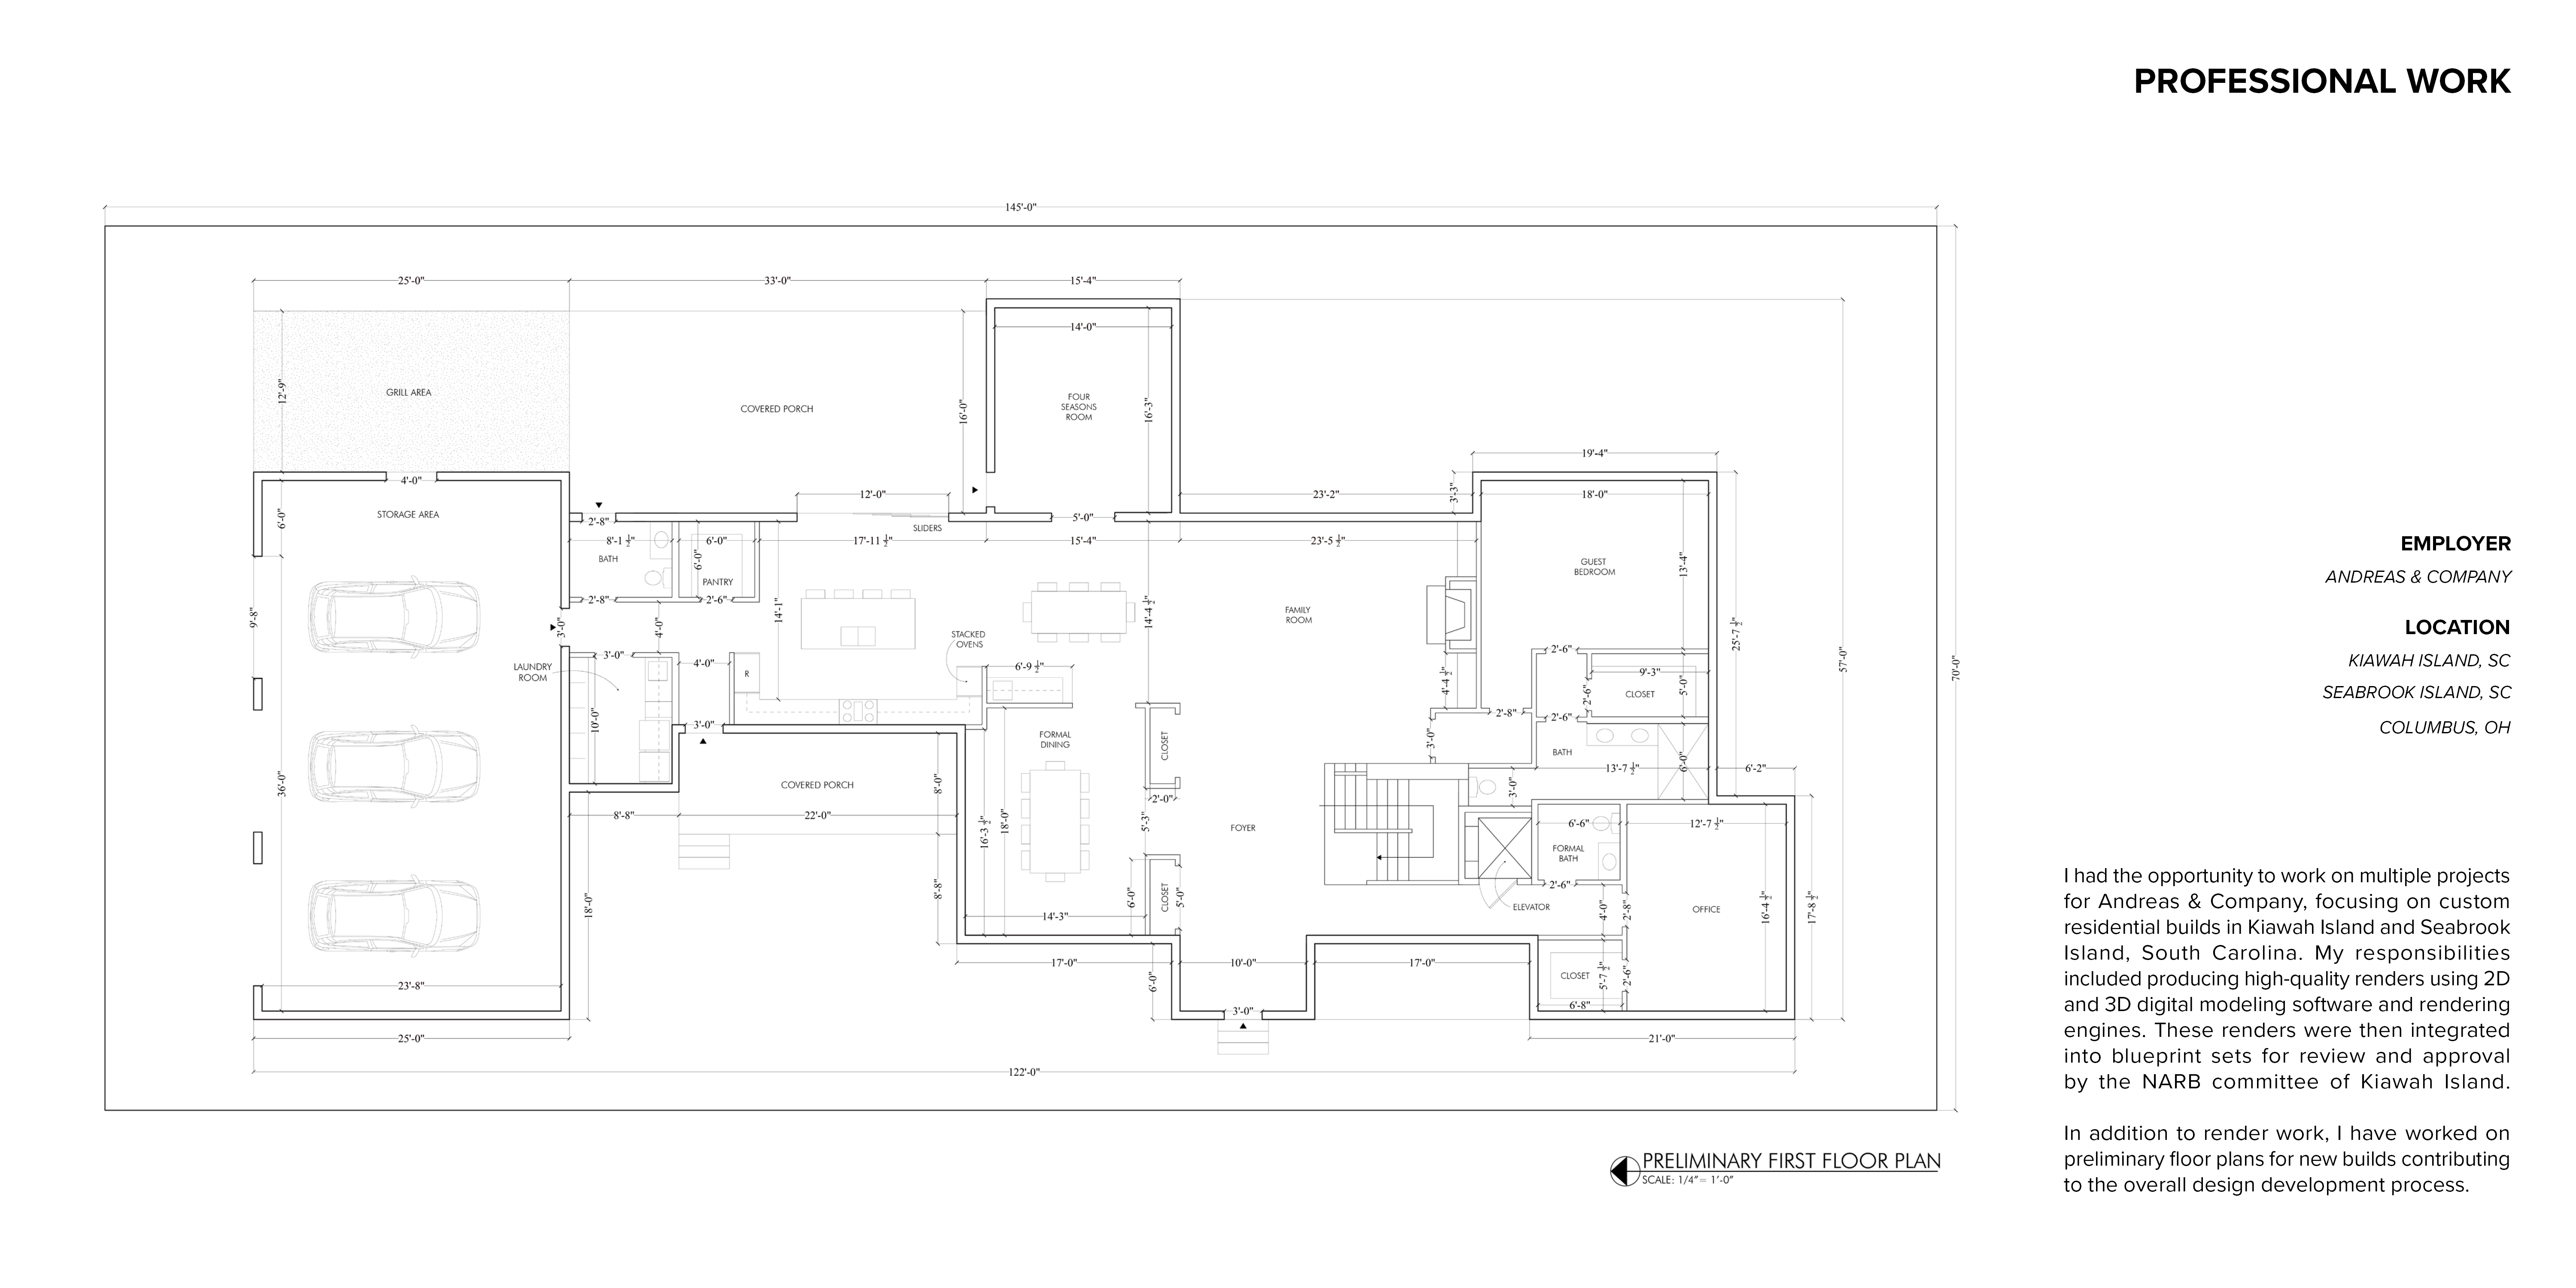 PROFESSIONAL WORK
145'-0"
25'-0"
33'-0"
15'-4"
14'-0"
12'-9"
GRILL AREA
COVERED PORCH
16'-0"
FOUR
SEASONS
ROOM
16'-3"
57'-0"
70'-0"
19'-4"
4'-0"
12'-0"
23'-2"
3'-3"
18'-0"
STORAGE AREA
6'-0"
2'-8"
SLIDERS
5'-0"
8'-1 1/2"
6'-0"
17'-11 1/2"
15'-4"
23'-5 1/2"
BATH
6'-0"
PANTRY
GUEST
BEDROOM
13'-4"
2'-8"
2'-6"
14'-1"
14'-4 1/2"
FAMILY
ROOM
9'-8"
3'-0"
4'-0"
STACKED
OVENS
25'-7 1/2"
LAUNDRY
ROOM
3'-0"
4'-0"
R
6'-9 1/2"
4'-4 1/2"
2'-6"
9'-3"
5'-0"
2'-6"
CLOSET
10'-0"
3'-0"
2'-8"
2'-6"
FORMAL
DINING
CLOSET
3'-0"
BATH
13'-7 1/2"
6'-0"
6'-2"
36'-0"
COVERED PORCH
8'-0"
2'-0"
3'-0"
8'-8"
22'-0"
16'-3 1/2"
18'-0"
5'-3"
FOYER
6'-6"
12'-7 1/2"
FORMAL
BATH
18'-0"
8'-8"
6'-0"
CLOSET
5'-0"
2'-6"
ELEVATOR
4'-0"
2'-8"
OFFICE
16'-4 1/2"
17'-8 1/2"
14'-3"
17'-0"
10'-0"
17'-0"
6'-0"
CLOSET
5'-7 1/2"
2'-6"
23'-8"
6'-8"
3'-0"
25'-0"
21'-0"
122'-0"
PRELIMINARY FIRST FLOOR PLAN
SCALE: 1/4" = 1'-0"
EMPLOYER
ANDREAS & COMPANY
LOCATION
KIAWAH ISLAND, SC
SEABROOK ISLAND, SC
COLUMBUS, OH
I had the opportunity to work on multiple projects
for Andreas & Company, focusing on custom
residential builds in Kiawah Island and Seabrook
Island, South Carolina. My responsibilities
included producing high-quality renders using 2D
and 3D digital modeling software and rendering
engines. These renders were then integrated
into blueprint sets for review and approval
by the NARB committee of Kiawah Island.
In addition to render work, I have worked on
preliminary floor plans for new builds contributing
to the overall design development process.